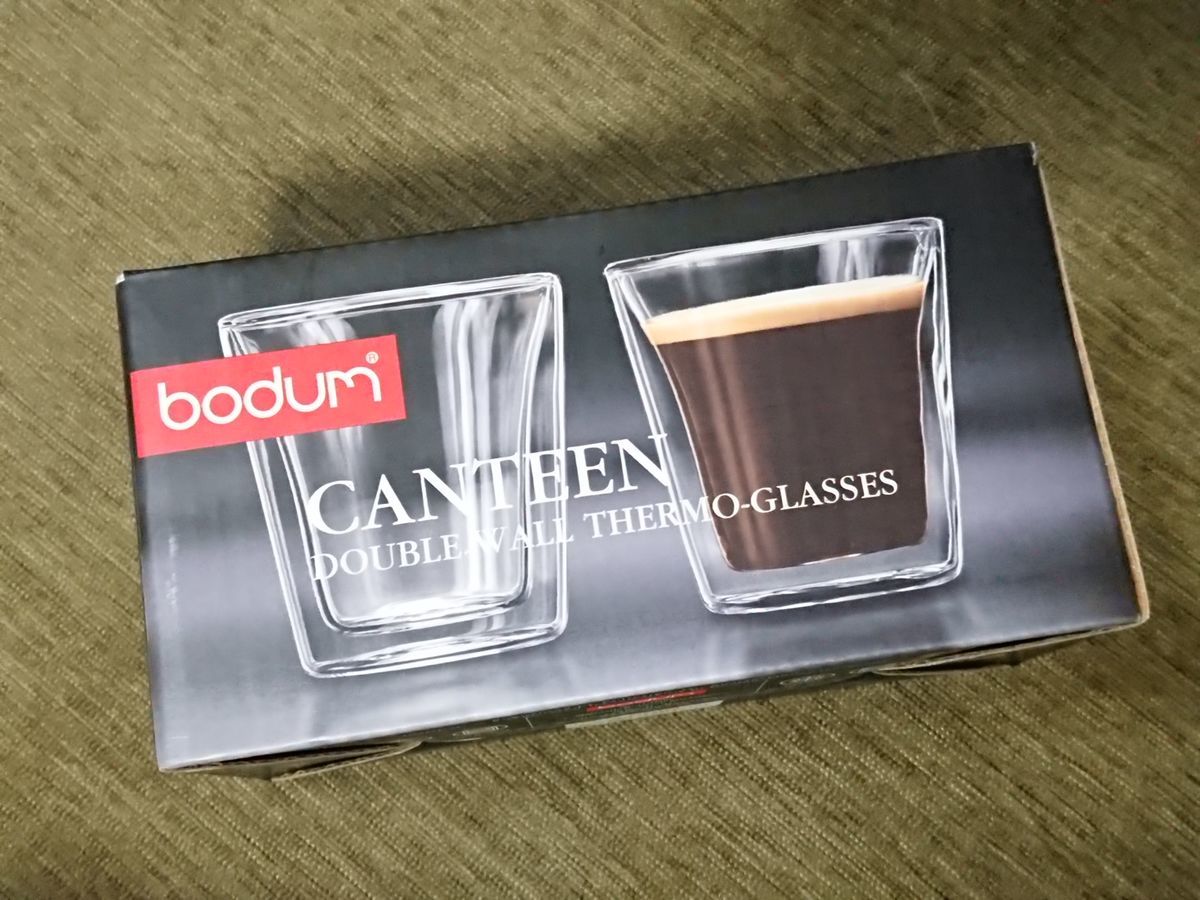 bodum®
CANTEEN
DOUBLE WALL THERMO-GLASSES